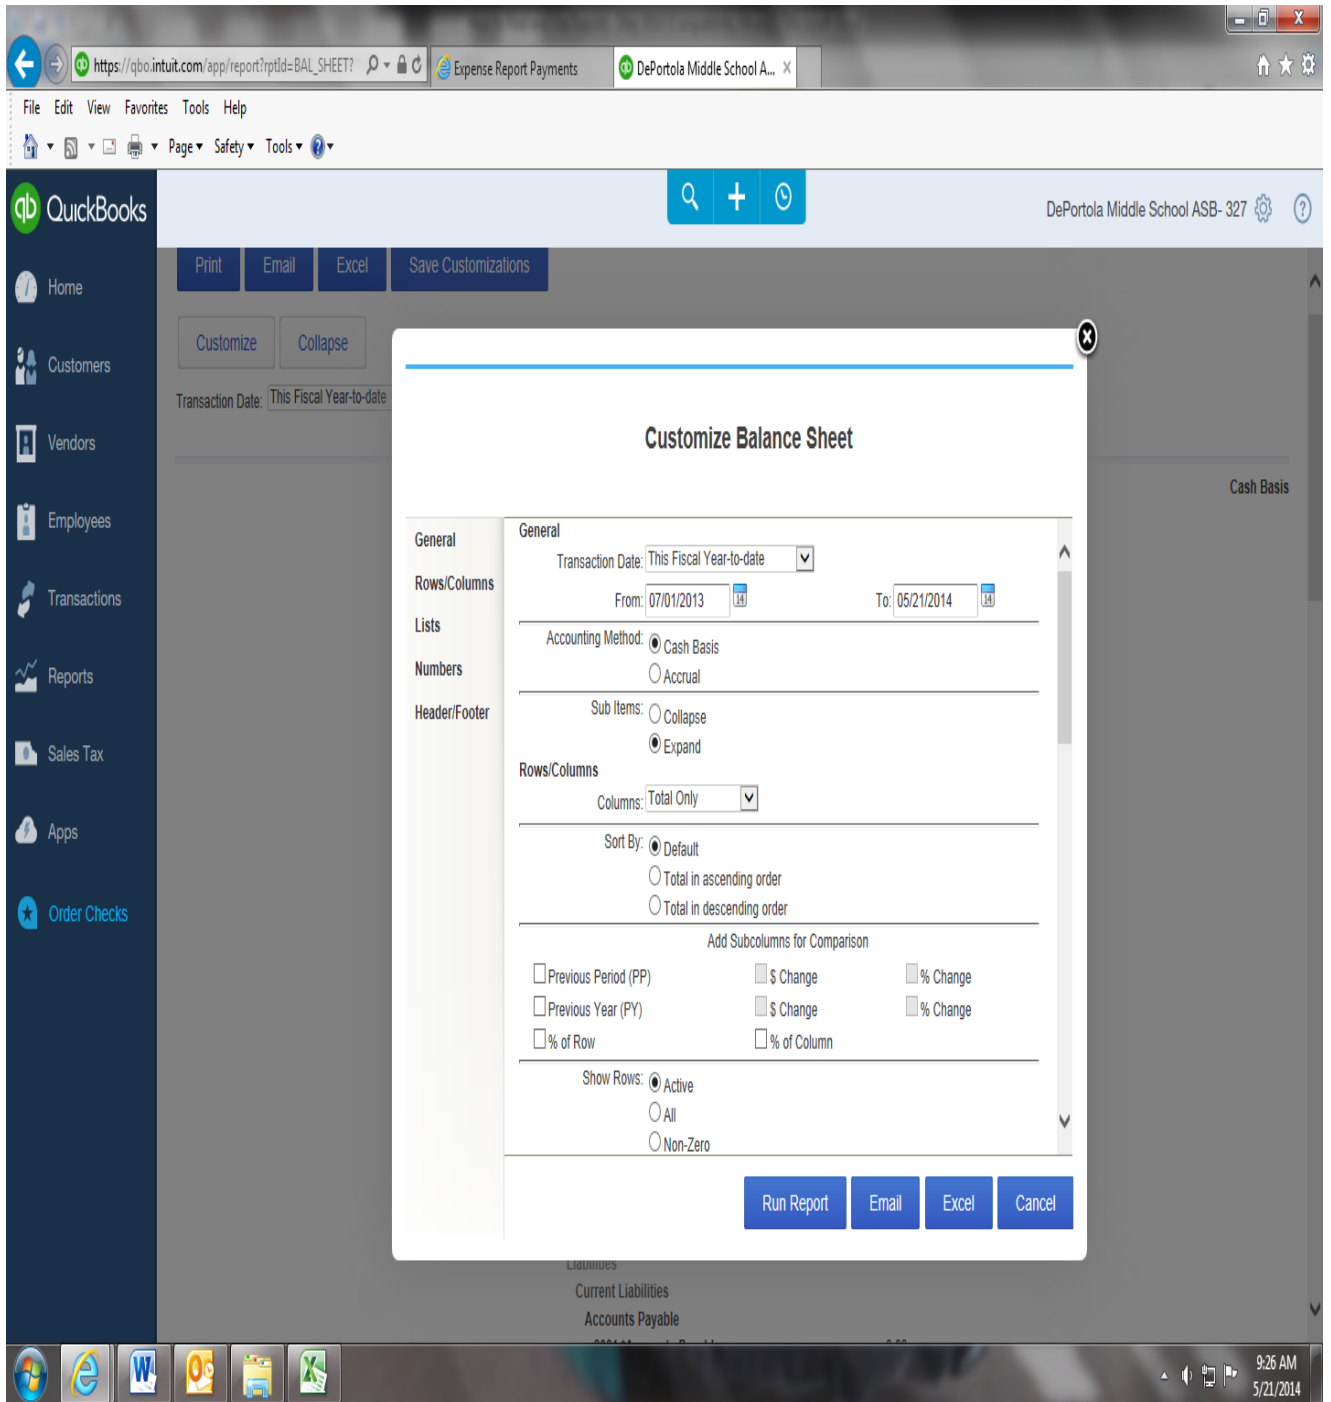 https://qbo.intuit.com/app/report?rptId=BAL_SHEET?
Expense Report Payments
DePortola Middle School A...
File Edit View Favorites Tools Help
Page Safety Tools
QuickBooks
DePortola Middle School ASB- 327
Home
Customers
Vendors
Employees
Transactions
Reports
Sales Tax
Apps
Order Checks
Print Email Excel Save Customizations
Customize Collapse
Transaction Date: This Fiscal Year-to-date
Cash Basis
Customize Balance Sheet
General
Rows/Columns
Lists
Numbers
Header/Footer
General
Transaction Date: This Fiscal Year-to-date
From: 07/01/2013 14 To: 05/21/2014 14
Accounting Method: Cash Basis
Accrual
Sub Items: Collapse
Expand
Rows/Columns
Columns: Total Only
Sort By: Default
Total in ascending order
Total in descending order
Add Subcolumns for Comparison
Previous Period (PP) $ Change % Change
Previous Year (PY) $ Change % Change
% of Row % of Column
Show Rows: Active
All
Non-Zero
Run Report Email Excel Cancel
Liabilities
Current Liabilities
Accounts Payable
9:26 AM
5/21/2014